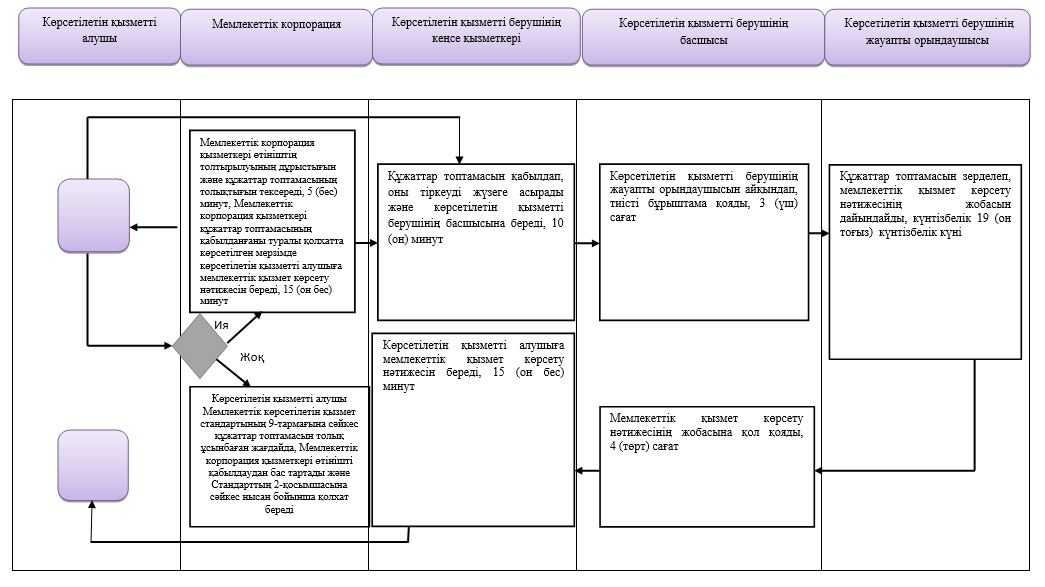 Көрсетілетін қызметті
алушы
Мемлекеттік корпорация
Көрсетілетін қызметті берушінің
кеңсе қызметкері
Көрсетілетін қызметті берушінің
басшысы
Көрсетілетін қызметті берушінің
жауапты орындаушысы
Мемлекеттік корпорация
қызметкері өтініштің
толтырылуының дұрыстығын
және құжаттар топтамасының
толықтығын тексереді, 5 (бес)
минут, Мемлекеттік
корпорация қызметкері
құжаттар топтамасының
қабылданғаны туралы қолхатта
көрсетілген мерзімде
көрсетілетін қызметті алушыға
мемлекеттік қызмет көрсету
нәтижесін береді, 15 (он бес)
минут
Құжаттар топтамасын қабылдап,
оны тіркеуді жүзеге асырады
және көрсетілетін қызметті
берушінің басшысына береді, 10
(он) минут
Көрсетілетін қызметті берушінің
жауапты орындаушысын айқындап,
тиісті бұрыштама қояды, 3 (үш)
сағат
Құжаттар топтамасын зерделеп,
мемлекеттік қызмет көрсету
нәтижесінің жобасын
дайындайды, күнтізбелік 19 (он
тоғыз) күнтізбелік күні
Ия
Жоқ
Көрсетілетін қызметті алушы
Мемлекеттік көрсетілетін қызмет
стандартының 9-тармағына сәйкес
құжаттар топтамасын толық
ұсынбаған жағдайда, Мемлекеттік
корпорация қызметкері өтінішті
қабылдаудан бас тартады және
Стандарттың 2-қосымшасына
сәйкес нысан бойынша қолхат
береді
Көрсетілетін қызметті алушыға
мемлекеттік қызмет көрсету
нәтижесін береді, 15 (он бес)
минут
Мемлекеттік қызмет көрсету
нәтижесінің жобасына қол қояды,
4 (төрт) сағат